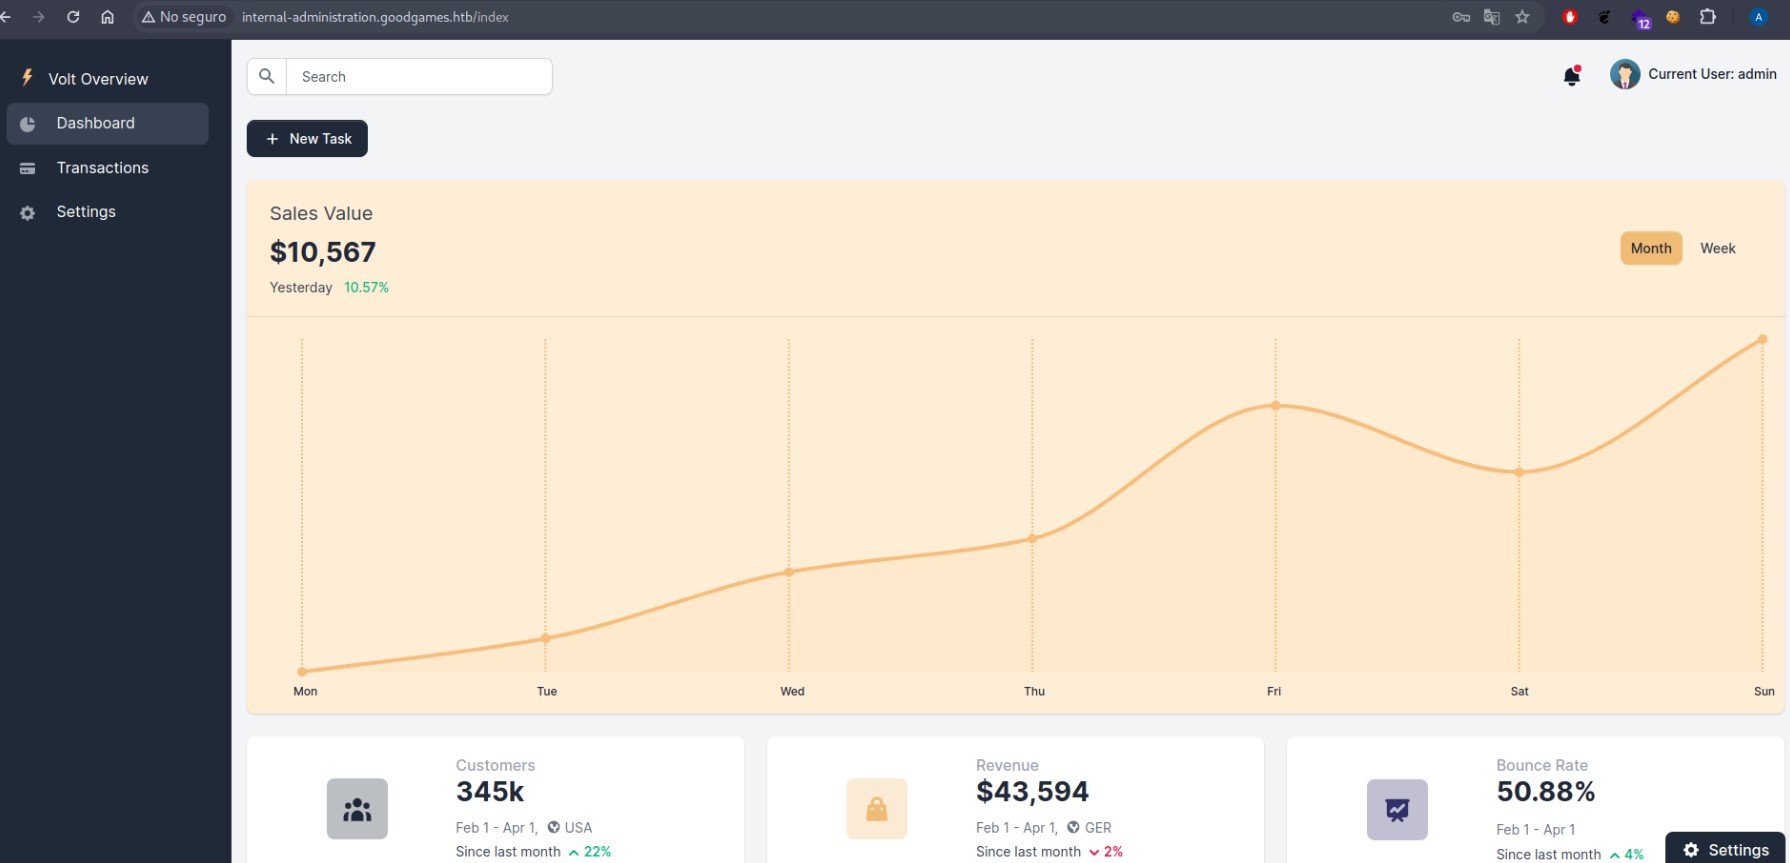 No seguro internal-administration.goodgames.htb/index
12
A
Volt Overview
Dashboard
Transactions
Settings
Search
Current User: admin
New Task
Sales Value
$10,567
Yesterday 10.57%
Month Week
Mon Tue Wed Thu Fri Sat Sun
Customers
345k
Feb 1 - Apr 1, USA
Since last month 22%
Revenue
$43,594
Feb 1 - Apr 1, GER
Since last month 2%
Bounce Rate
50.88%
Feb 1 - Apr 1
Since last month 4%
Settings